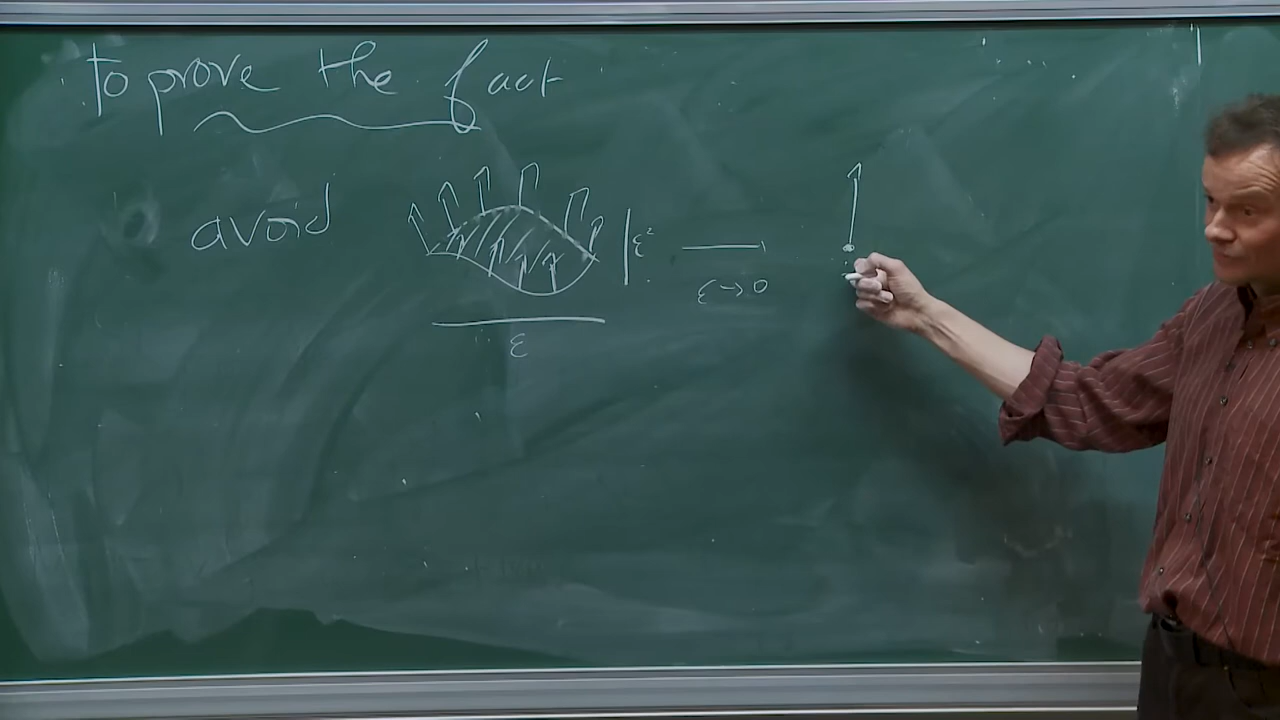 to prove the fact
avoid
ε²
ε→0
ε